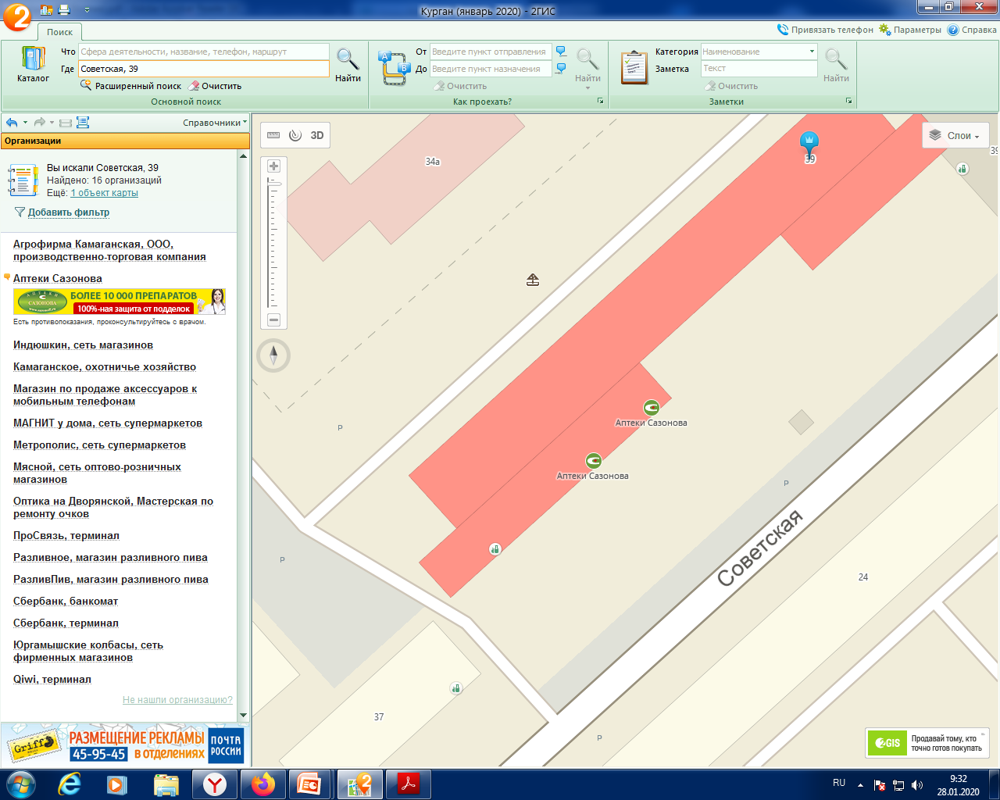 Курган (январь 2020) - 2ГИС
Поиск
Привязать телефон
Параметры
Справка
Каталог
Что
Сфера деятельности, название, телефон, маршрут
Где
Советская, 39
Расширенный поиск
Очистить
Найти
Основной поиск
От
Введите пункт отправления
До
Введите пункт назначения
Очистить
Найти
Как проехать?
Категория
Наименование
Заметка
Текст
Очистить
Найти
Заметки
Справочники
Организации
Вы искали Советская, 39
Найдено: 16 организаций
Ещё: 1 объект карты
Добавить фильтр
Агрофирма Камаганская, ООО,
производственно-торговая компания
Аптеки Сазонова
АПТЕКИ
САЗОНОВА
БОЛЕЕ 10 000 ПРЕПАРАТОВ
100%-ная защита от подделок
Есть противопоказания, проконсультируйтесь с врачом.
Индюшкин, сеть магазинов
Камаганское, охотничье хозяйство
Магазин по продаже аксессуаров к
мобильным телефонам
МАГНИТ у дома, сеть супермаркетов
Метрополис, сеть супермаркетов
Мясной, сеть оптово-розничных
магазинов
Оптика на Дворянской, Мастерская по
ремонту очков
ПроСвязь, терминал
Разливное, магазин разливного пива
РазливПив, магазин разливного пива
Сбербанк, банкомат
Сбербанк, терминал
Юргамышские колбасы, сеть
фирменных магазинов
Qiwi, терминал
Не нашли организацию?
Griff
РАЗМЕЩЕНИЕ РЕКЛАМЫ
45-95-45 В ОТДЕЛЕНИЯХ
ПОЧТА
РОССИИ
3D
Слои
34а
39
39
Аптеки Сазонова
Аптеки Сазонова
P
P
P
P
Советская
24
37
2GIS
Продавай тому, кто
точно готов покупать
RU
9:32
28.01.2020